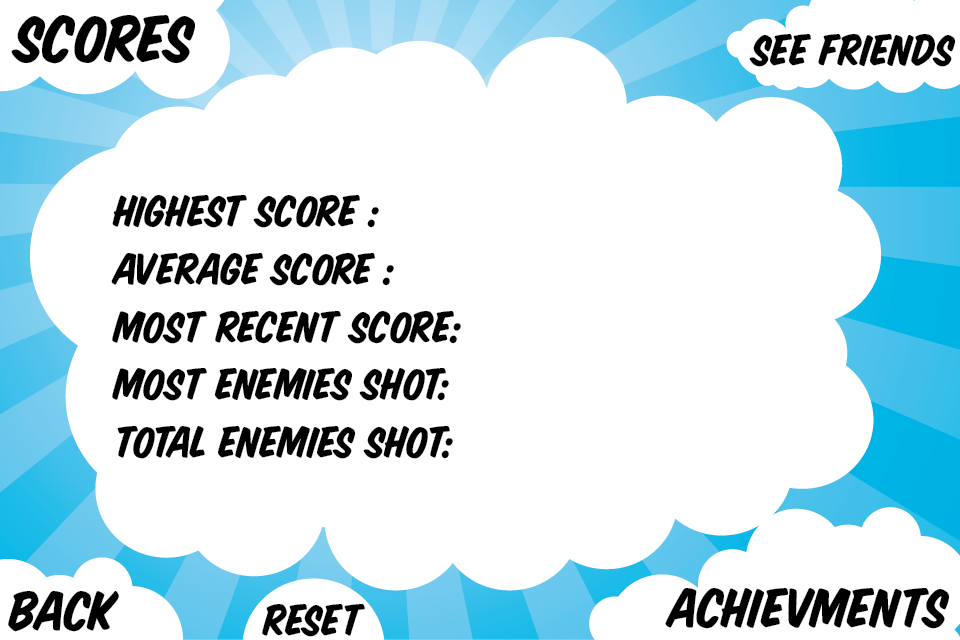 SCORES
SEE FRIENDS
HIGHEST SCORE :
AVERAGE SCORE :
MOST RECENT SCORE:
MOST ENEMIES SHOT:
TOTAL ENEMIES SHOT:
BACK
RESET
ACHIEVMENTS